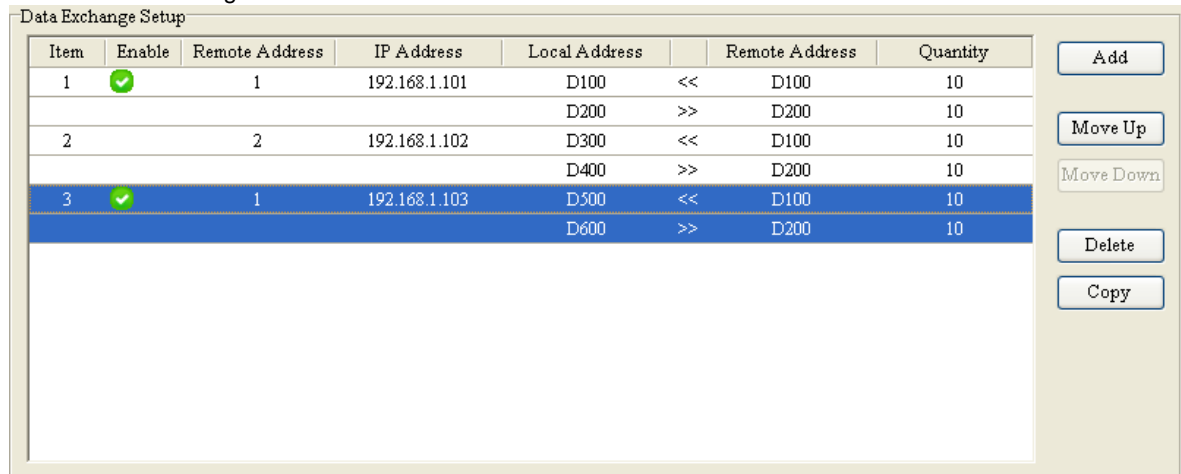 Data Exchange Setup
Item Enable Remote Address IP Address Local Address Remote Address Quantity
1 1 192.168.1.101 D100 << D100 10
D200 >> D200 10
2 2 192.168.1.102 D300 << D100 10
D400 >> D200 10
3 1 192.168.1.103 D500 << D100 10
D600 >> D200 10
Add
Move Up
Move Down
Delete
Copy